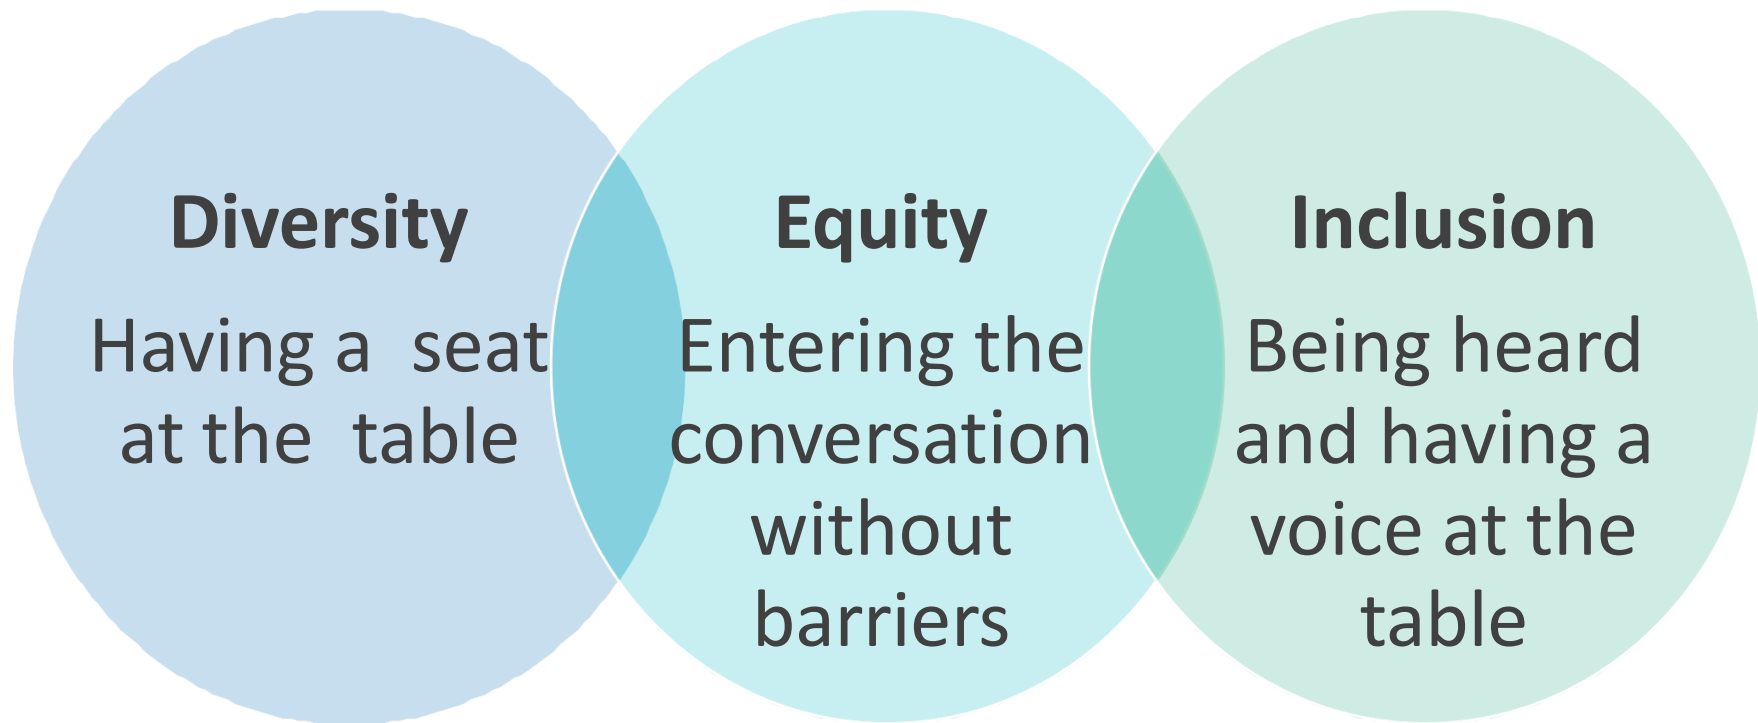 Diversity
Having a seat
at the table
Equity
Entering the
conversation
without
barriers
Inclusion
Being heard
and having a
voice at the
table